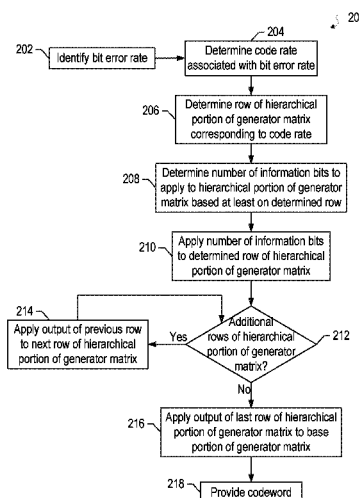 20
202
Identify bit error rate
204
Determine code rate
associated with bit error rate
206
Determine row of hierarchical
portion of generator matrix
corresponding to code rate
208
Determine number of information bits to
apply to hierarchical portion of generator
matrix based at least on determined row
210
Apply number of information bits
to determined row of hierarchical
portion of generator matrix
214
Apply output of previous row
to next row of hierarchical
portion of generator matrix
Yes
Additional
rows of hierarchical
portion of generator
matrix?
212
No
216
Apply output of last row of hierarchical
portion of generator matrix to base
portion of generator matrix
218
Provide codeword